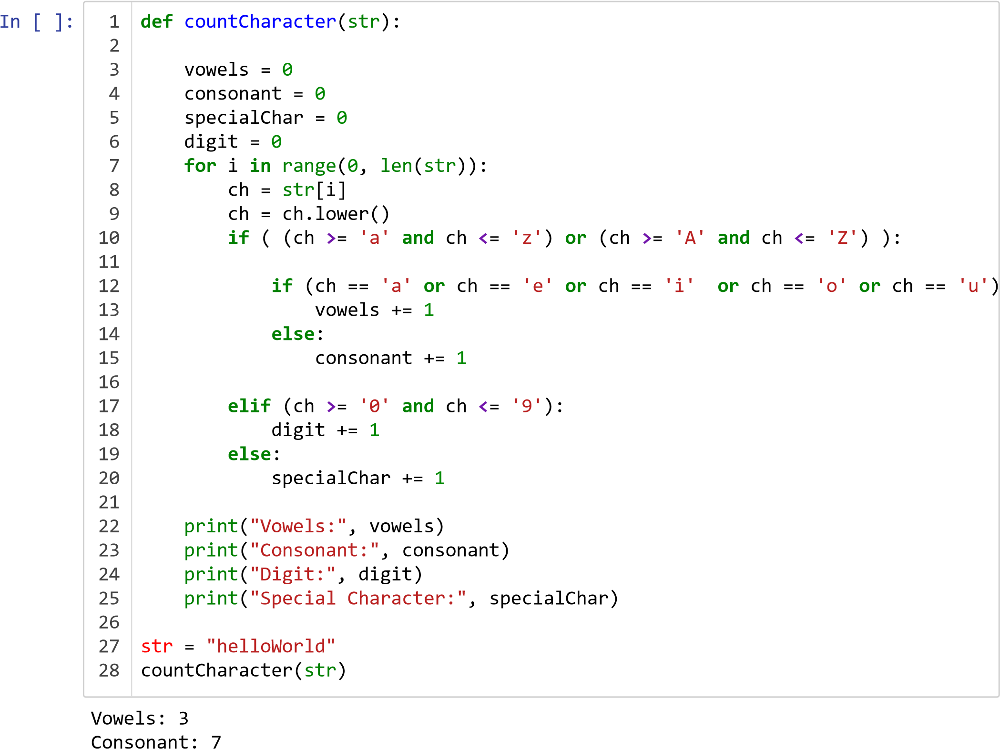 In [ ]:
1 def countCharacter(str):
2
3     vowels = 0
4     consonant = 0
5     specialChar = 0
6     digit = 0
7     for i in range(0, len(str)):
8         ch = str[i]
9         ch = ch.lower()
10         if ( (ch >= 'a' and ch <= 'z') or (ch >= 'A' and ch <= 'Z') ):
11
12             if (ch == 'a' or ch == 'e' or ch == 'i'  or ch == 'o' or ch == 'u')
13                 vowels += 1
14             else:
15                 consonant += 1
16
17         elif (ch >= '0' and ch <= '9'):
18             digit += 1
19         else:
20             specialChar += 1
21
22     print("Vowels:", vowels)
23     print("Consonant:", consonant)
24     print("Digit:", digit)
25     print("Special Character:", specialChar)
26
27 str = "helloWorld"
28 countCharacter(str)
Vowels: 3
Consonant: 7